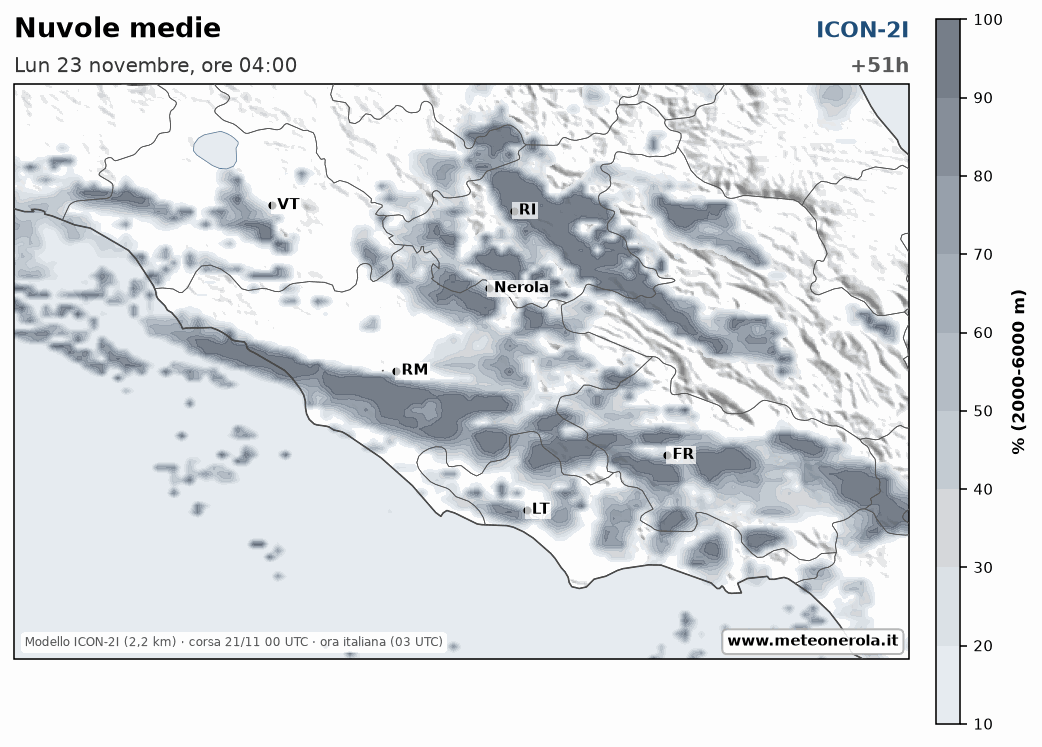 Nuvole medie
ICON-2I
Lun 23 novembre, ore 04:00
+51h
100
90
80
70
60
50
40
30
20
10
% (2000-6000 m)
VT
RI
Nerola
RM
FR
LT
Modello ICON-2I (2,2 km) · corsa 21/11 00 UTC · ora italiana (03 UTC)
www.meteonerola.it